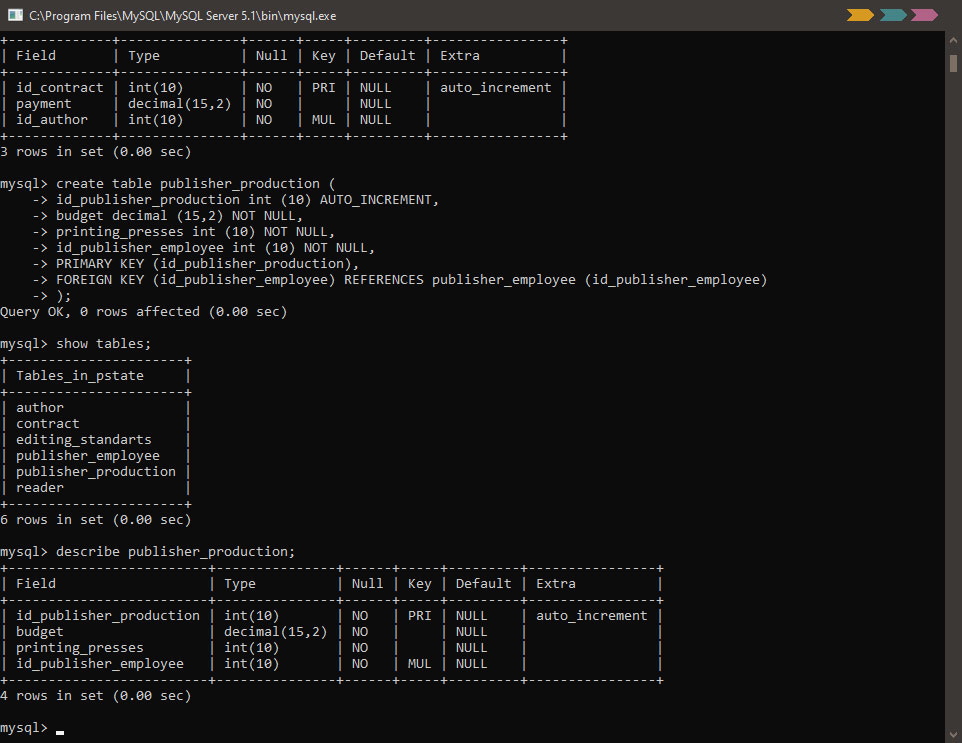 C:\Program Files\MySQL\MySQL Server 5.1\bin\mysql.exe
+-------------+---------------+------+-----+---------+----------------+
| Field       | Type          | Null | Key | Default | Extra          |
+-------------+---------------+------+-----+---------+----------------+
| id_contract | int(10)       | NO   | PRI | NULL    | auto_increment |
| payment     | decimal(15,2) | NO   |     | NULL    |                |
| id_author   | int(10)       | NO   | MUL | NULL    |                |
+-------------+---------------+------+-----+---------+----------------+
3 rows in set (0.00 sec)

mysql> create table publisher_production (
    -> id_publisher_production int (10) AUTO_INCREMENT,
    -> budget decimal (15,2) NOT NULL,
    -> printing_presses int (10) NOT NULL,
    -> id_publisher_employee int (10) NOT NULL,
    -> PRIMARY KEY (id_publisher_production),
    -> FOREIGN KEY (id_publisher_employee) REFERENCES publisher_employee (id_publisher_employee)
    -> );
Query OK, 0 rows affected (0.00 sec)

mysql> show tables;
+----------------------+
| Tables_in_pstate     |
+----------------------+
| author               |
| contract             |
| editing_standarts    |
| publisher_employee   |
| publisher_production |
| reader               |
+----------------------+
6 rows in set (0.00 sec)

mysql> describe publisher_production;
+-------------------------+---------------+------+-----+---------+----------------+
| Field                   | Type          | Null | Key | Default | Extra          |
+-------------------------+---------------+------+-----+---------+----------------+
| id_publisher_production | int(10)       | NO   | PRI | NULL    | auto_increment |
| budget                  | decimal(15,2) | NO   |     | NULL    |                |
| printing_presses        | int(10)       | NO   |     | NULL    |                |
| id_publisher_employee   | int(10)       | NO   | MUL | NULL    |                |
+-------------------------+---------------+------+-----+---------+----------------+
4 rows in set (0.00 sec)

mysql>